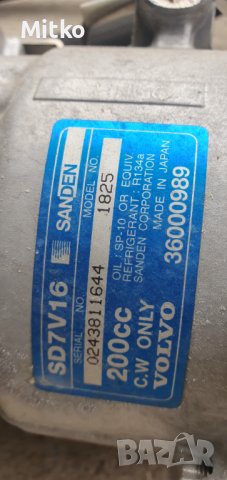 Mitko
SD7V16 SANDEN
SERIAL NO. MODEL NO.
0243811644 1825
200CC
C.W ONLY
OIL : SP-10 OR EQUIV.
REFRIGERANT : R134a
SANDEN CORPORATION
MADE IN JAPAN
VOLVO 36000989
BAZAR.bg